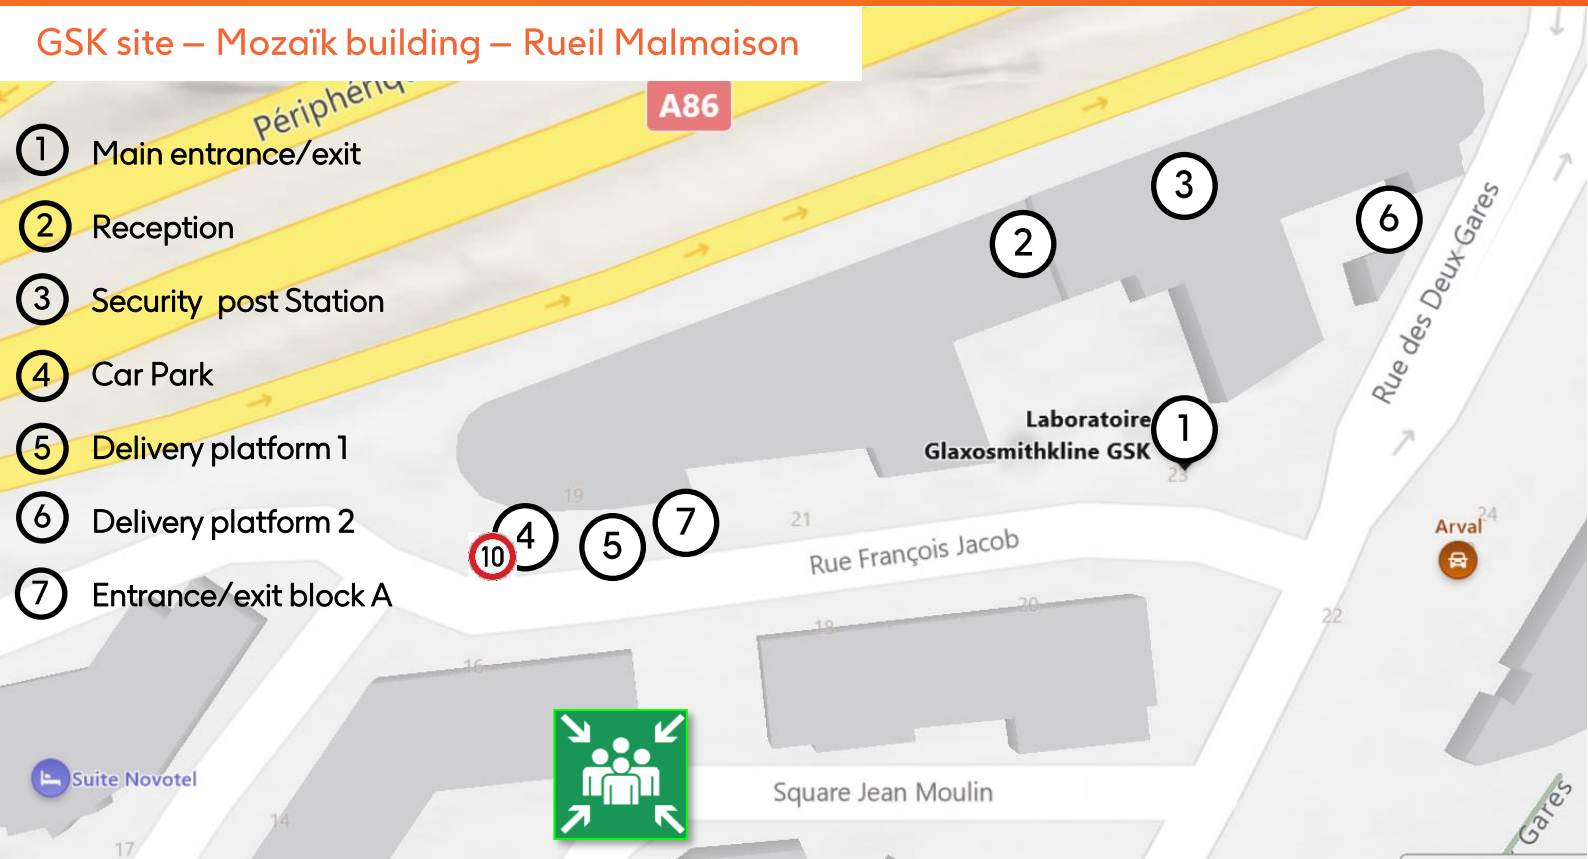 GSK site – Mozaïk building – Rueil Malmaison
Périphériq
A86
1 Main entrance/exit
2 Reception
3 Security post Station
4 Car Park
5 Delivery platform 1
6 Delivery platform 2
7 Entrance/exit block A
3
2
6
Rue des Deux Gares
Laboratoire
Glaxosmithkline GSK
1
23
19
4
10
5
7
21
Rue François Jacob
24
Arval
22
20
18
16
Suite Novotel
Square Jean Moulin
14
17
Gares